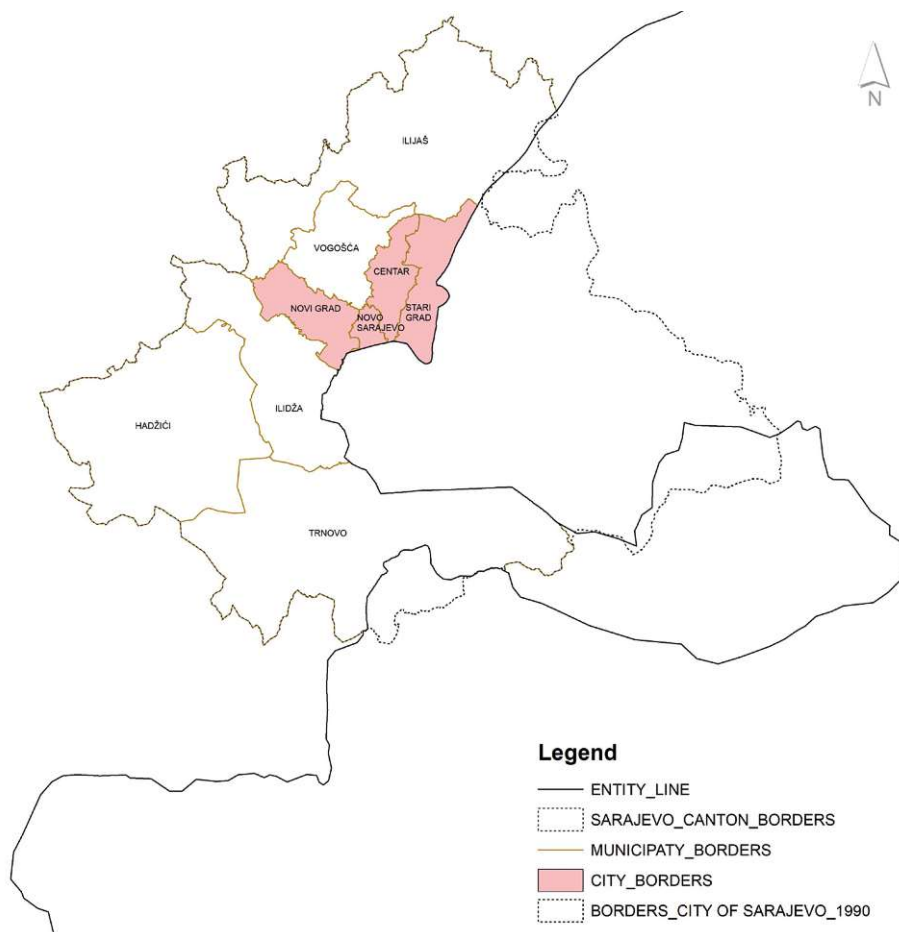 N
ILIJAŠ
VOGOŠĆA
CENTAR
NOVI GRAD
NOVO
SARAJEVO
STARI
GRAD
ILIDŽA
HADŽIĆI
TRNOVO
Legend
ENTITY_LINE
SARAJEVO_CANTON_BORDERS
MUNICIPATY_BORDERS
CITY_BORDERS
BORDERS_CITY OF SARAJEVO_1990